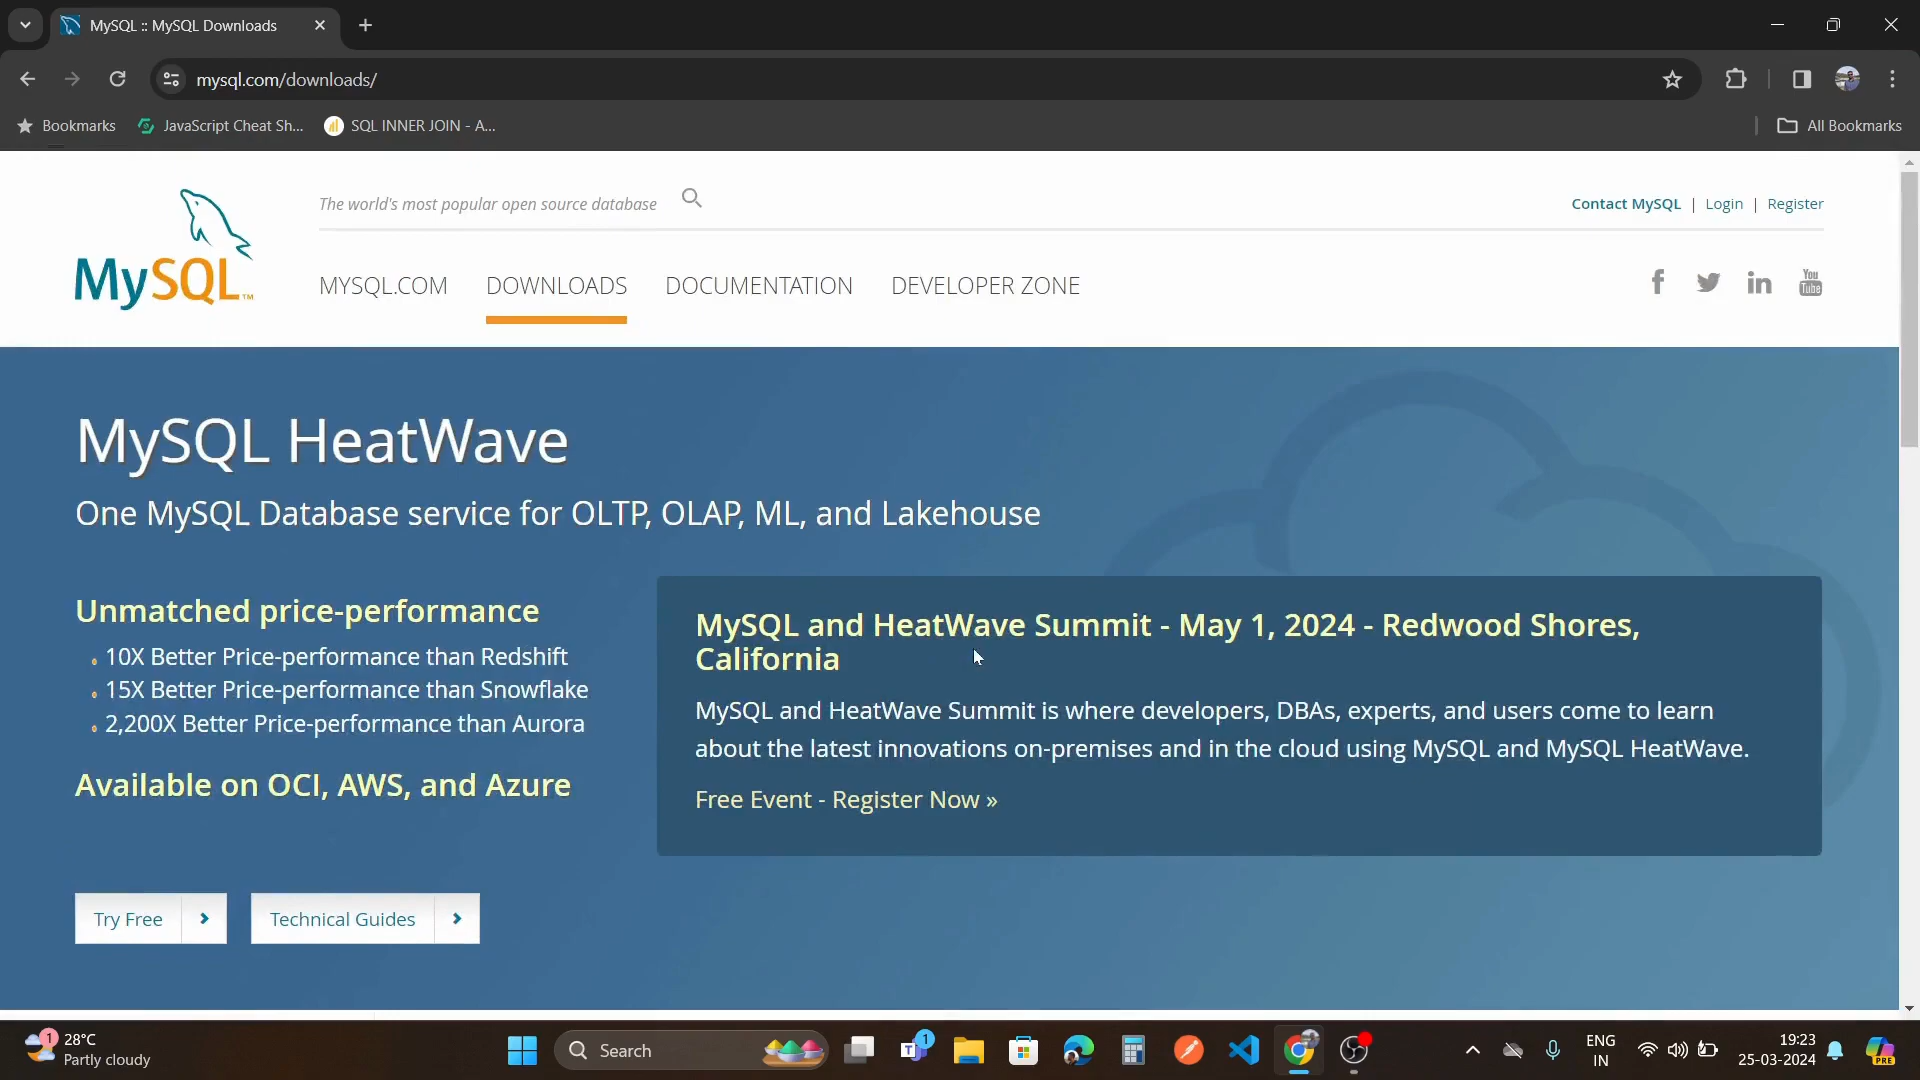 MySQL :: MySQL Downloads
mysql.com/downloads/
Bookmarks
JavaScript Cheat Sh...
SQL INNER JOIN - A...
All Bookmarks
MySQL™
The world's most popular open source database
Contact MySQL | Login | Register
MYSQL.COM
DOWNLOADS
DOCUMENTATION
DEVELOPER ZONE
You Tube
MySQL HeatWave
One MySQL Database service for OLTP, OLAP, ML, and Lakehouse
Unmatched price-performance
10X Better Price-performance than Redshift
15X Better Price-performance than Snowflake
2,200X Better Price-performance than Aurora
Available on OCI, AWS, and Azure
MySQL and HeatWave Summit - May 1, 2024 - Redwood Shores,
California
MySQL and HeatWave Summit is where developers, DBAs, experts, and users come to learn
about the latest innovations on-premises and in the cloud using MySQL and MySQL HeatWave.
Free Event - Register Now »
Try Free
Technical Guides
1
28°C
Partly cloudy
Search
1
ENG
IN
19:23
25-03-2024
PRE